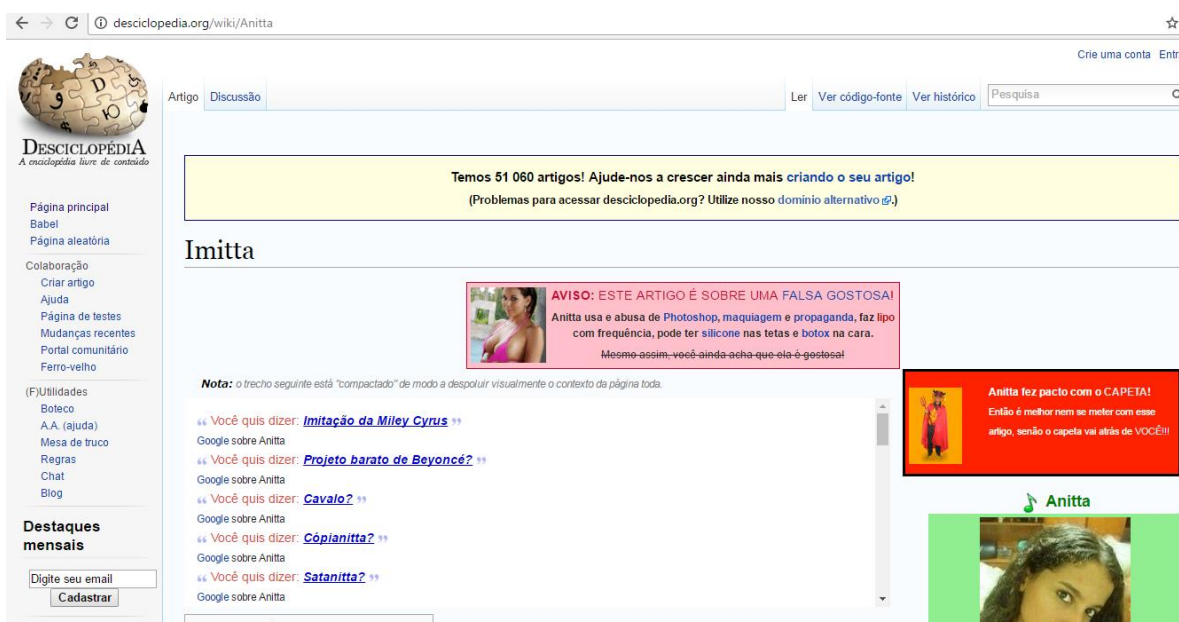 desciclopedia.org/wiki/Anitta
Crie uma conta Entr
Artigo Discussão Ler Ver código-fonte Ver histórico Pesquisa
DESCICLOPÉDIA
A enciclopédia livre de conteúdo
Temos 51 060 artigos! Ajude-nos a crescer ainda mais criando o seu artigo!
(Problemas para acessar desciclopedia.org? Utilize nosso domínio alternativo.)
Página principal
Babel
Página aleatória
Colaboração
Criar artigo
Ajuda
Página de testes
Mudanças recentes
Portal comunitário
Ferro-velho
(F)Utilidades
Boteco
A.A. (ajuda)
Mesa de truco
Regras
Chat
Blog
Destaques
mensais
Digite seu email
Cadastrar
Imitta
AVISO: ESTE ARTIGO É SOBRE UMA FALSA GOSTOSA!
Anitta usa e abusa de Photoshop, maquiagem e propaganda, faz lipo
com frequência, pode ter silicone nas tetas e botox na cara.
Mesmo assim, você ainda acha que ela é gostosa!
Nota: o trecho seguinte está "compactado" de modo a despoluir visualmente o contexto da página toda.
“ Você quis dizer: Imitação da Miley Cyrus ”
Google sobre Anitta
“ Você quis dizer: Projeto barato de Beyoncé? ”
Google sobre Anitta
“ Você quis dizer: Cavalo? ”
Google sobre Anitta
“ Você quis dizer: Cópianitta? ”
Google sobre Anitta
“ Você quis dizer: Satanitta? ”
Google sobre Anitta
Anitta fez pacto com o CAPETA!
Então é melhor nem se meter com esse
artigo, senão o capeta vai atrás de VOCÊ!!!
Anitta